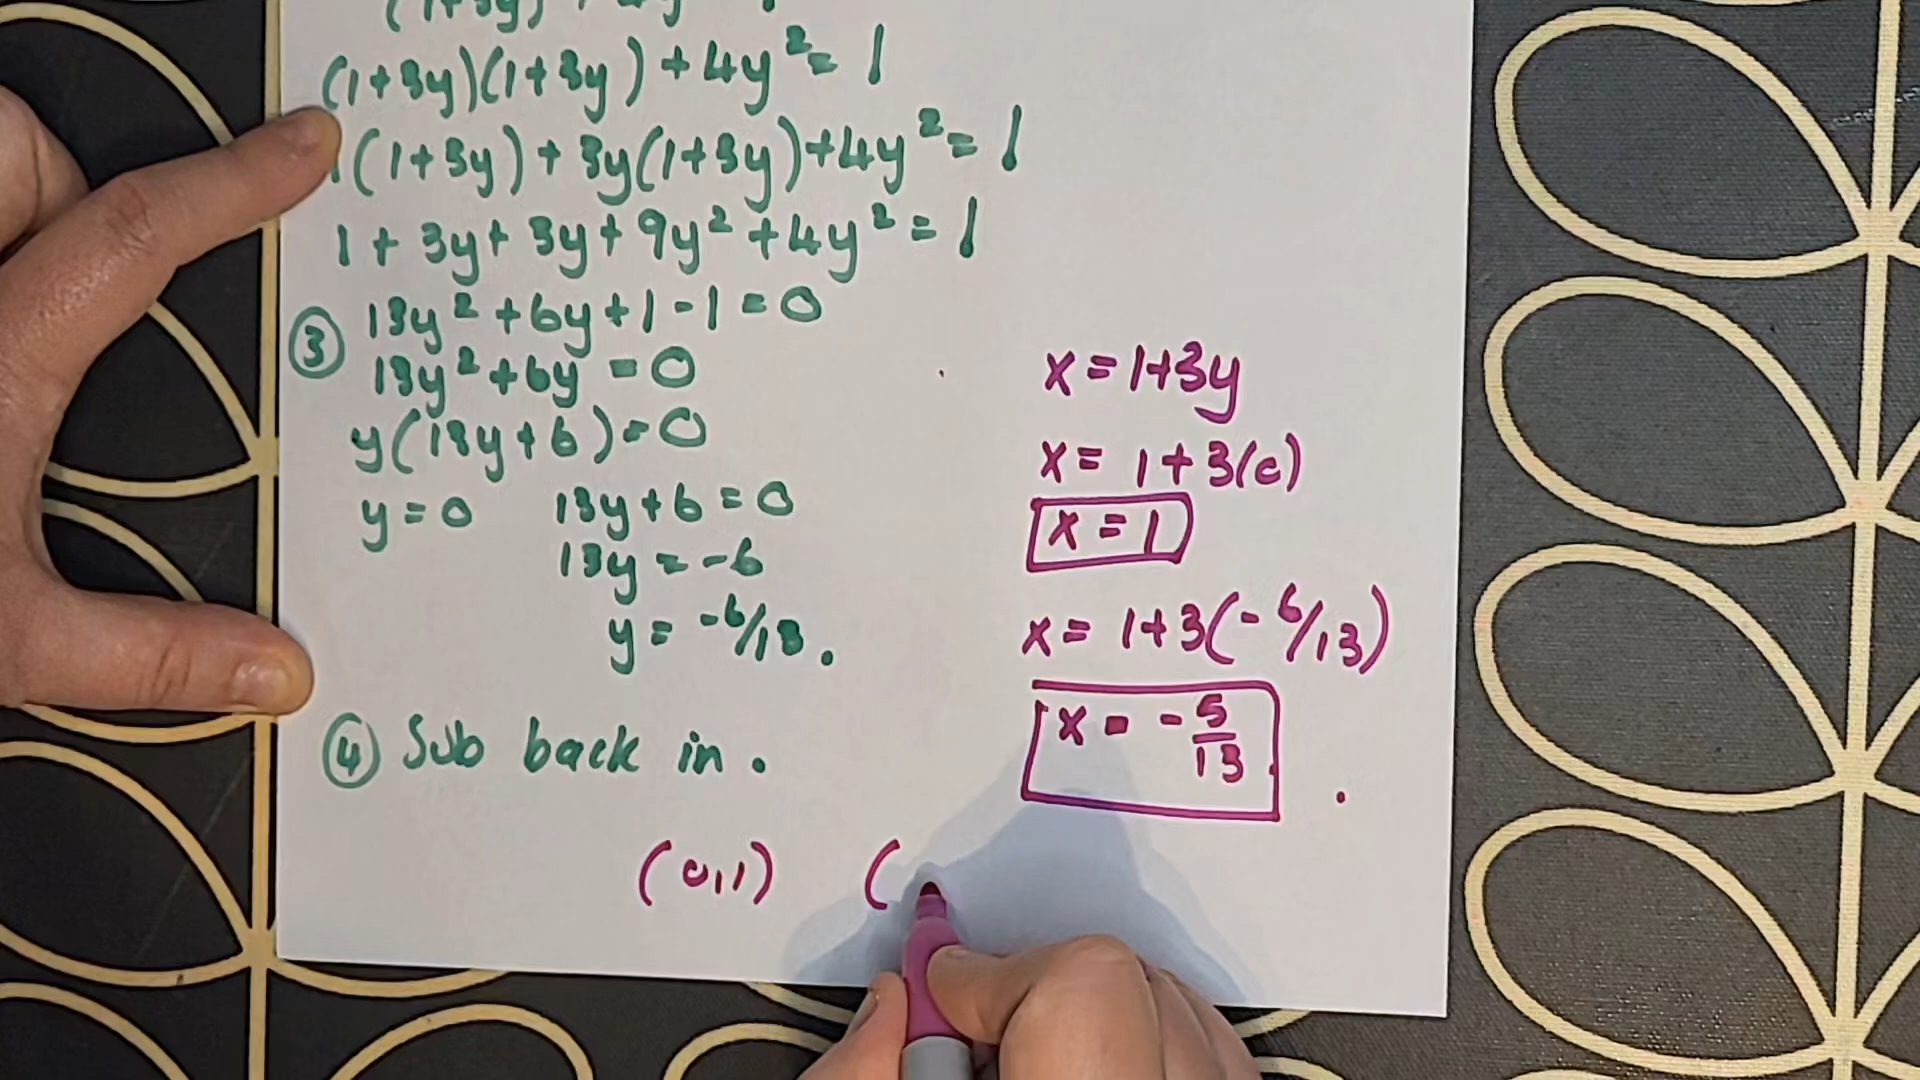 (1+3y)(1+3y) + 4y² = 1
1(1+3y) + 3y(1+3y) + 4y² = 1
1 + 3y + 3y + 9y² + 4y² = 1
③ 13y² + 6y + 1 - 1 = 0
13y² + 6y = 0
y(13y + 6) = 0
y = 0 13y + 6 = 0
13y = -6
y = -6/13.
④ Sub back in.
x = 1+3y
x = 1+3(0)
x = 1
x = 1+3(-6/13)
x = -5/13
(0,1) (